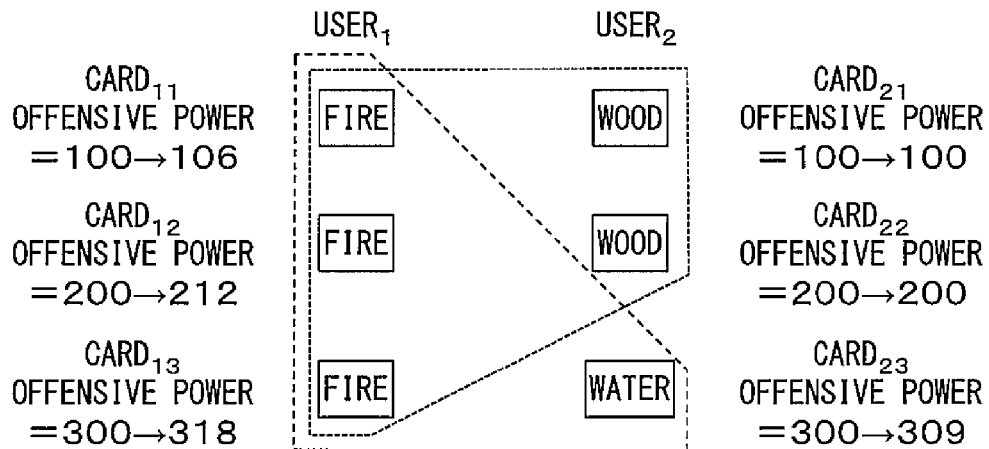 USER₁ USER₂
CARD₁₁
OFFENSIVE POWER
=100→106
FIRE
WOOD
CARD₂₁
OFFENSIVE POWER
=100→100
CARD₁₂
OFFENSIVE POWER
=200→212
FIRE
WOOD
CARD₂₂
OFFENSIVE POWER
=200→200
CARD₁₃
OFFENSIVE POWER
=300→318
FIRE
WATER
CARD₂₃
OFFENSIVE POWER
=300→309